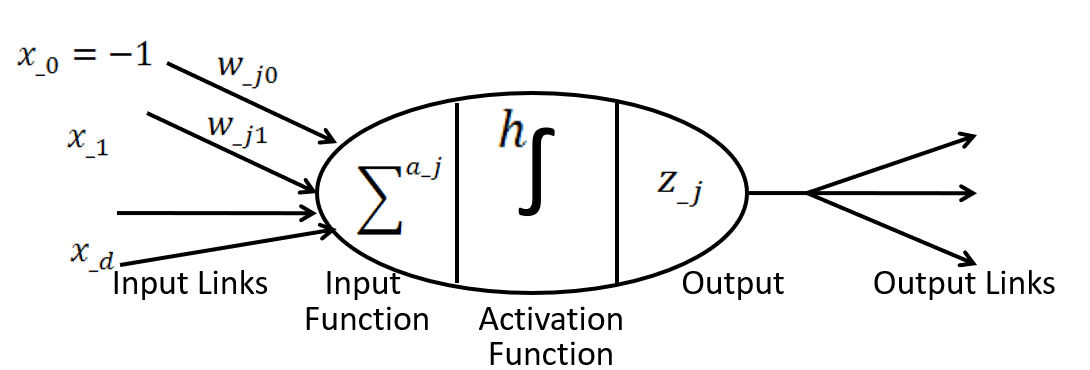 x_0 = −1
w_j0
w_j1
x_1
x_d
∑ a_j
h∫
z_j
Input Links
Input
Function
Activation
Function
Output
Output Links